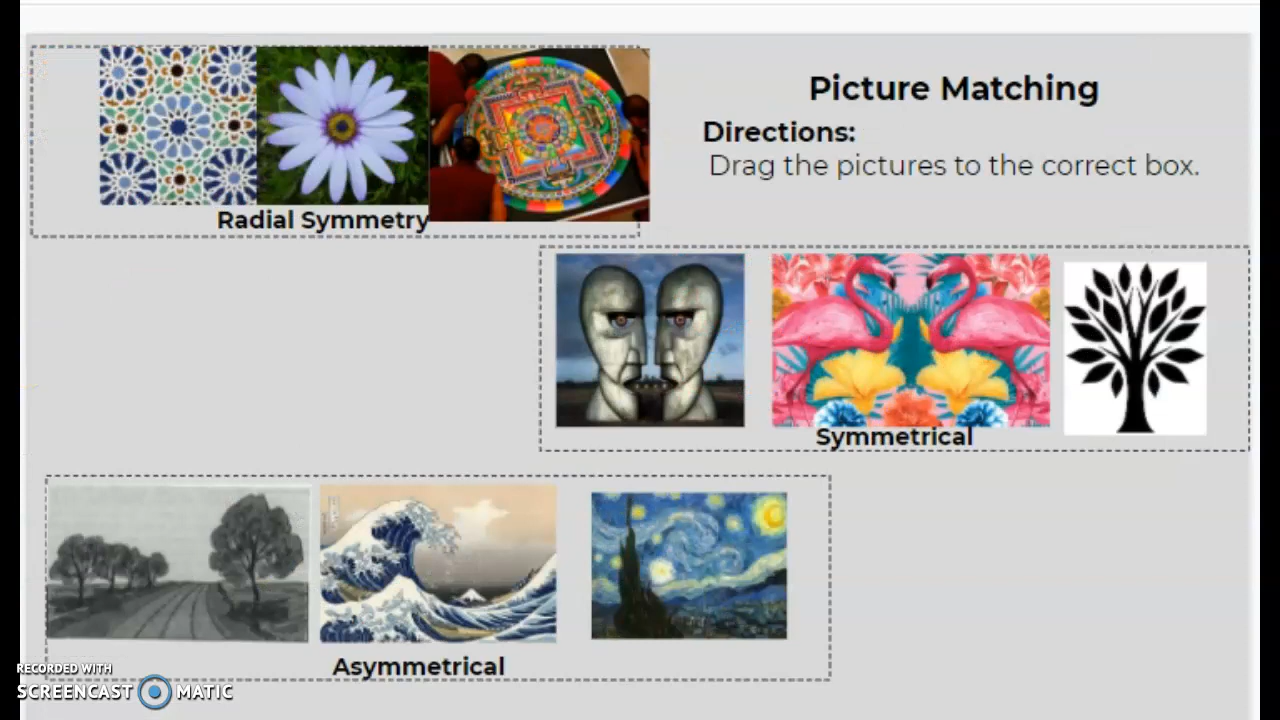 Picture Matching
Directions:
Drag the pictures to the correct box.
Radial Symmetry
Symmetrical
Asymmetrical
RECORDED WITH
SCREENCAST MATIC